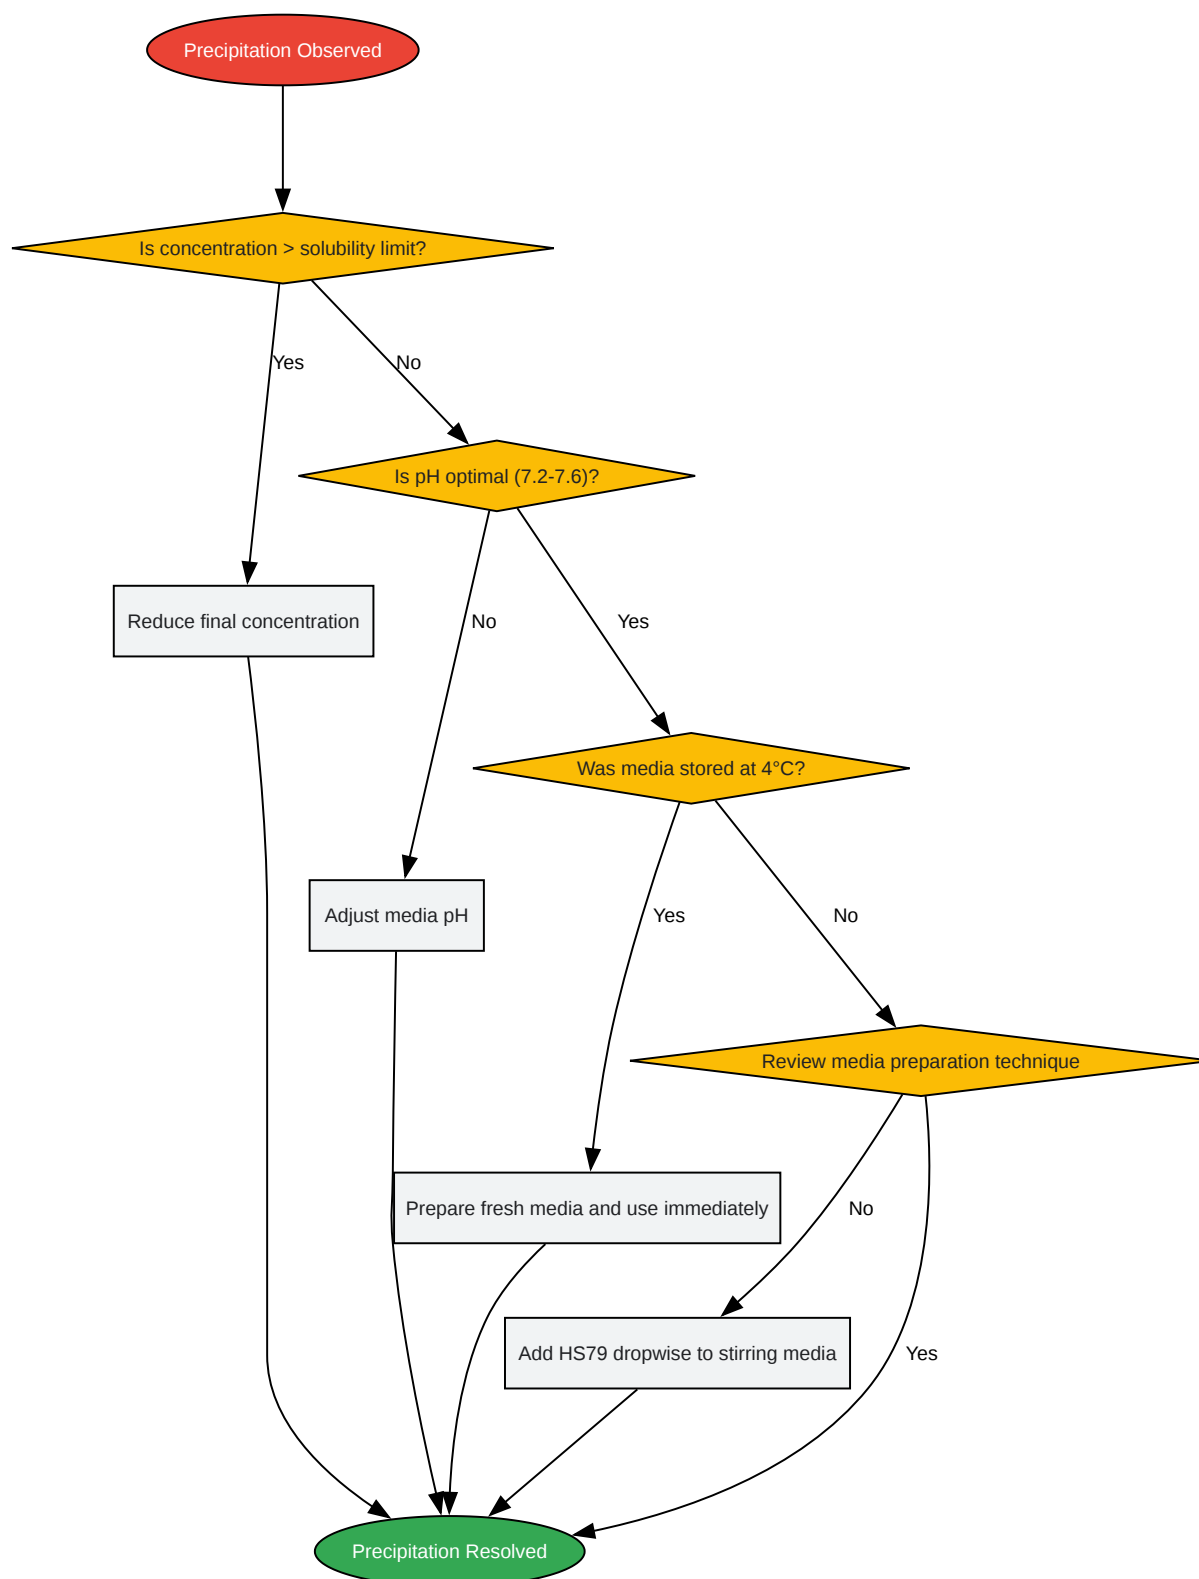 Precipitation Observed
Is concentration > solubility limit?
Yes
No
Is pH optimal (7.2-7.6)?
Reduce final concentration
No
Yes
Was media stored at 4°C?
Adjust media pH
Yes
No
Review media preparation technique
Prepare fresh media and use immediately
No
Add HS79 dropwise to stirring media
Yes
Precipitation Resolved